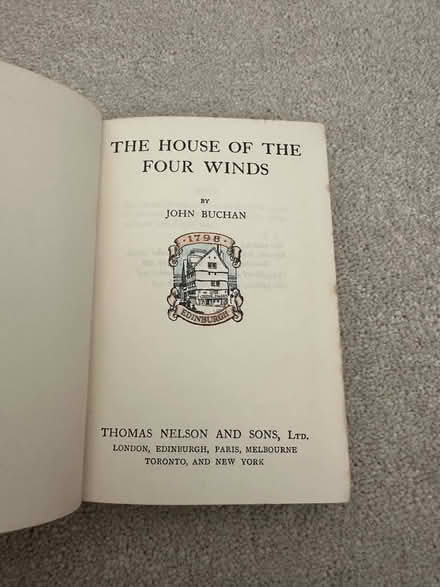 THE HOUSE OF THE
FOUR WINDS
BY
JOHN BUCHAN
·1798·
EDINBURGH
THOMAS NELSON AND SONS, LTD.
LONDON, EDINBURGH, PARIS, MELBOURNE
TORONTO, AND NEW YORK